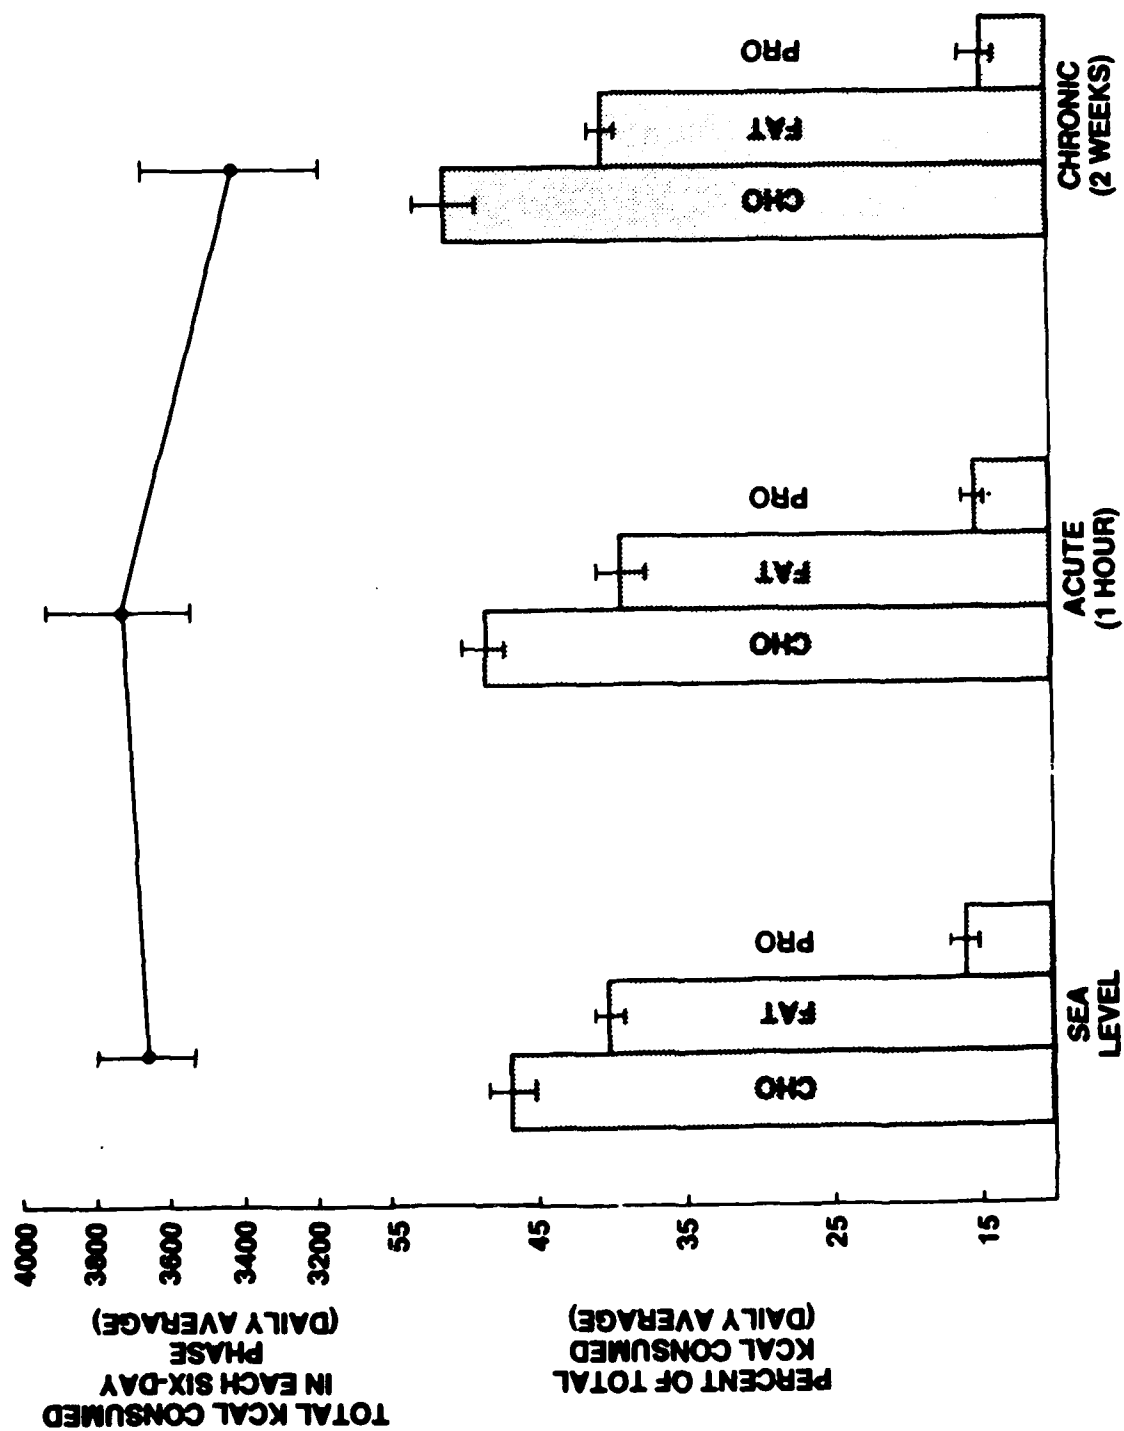 TOTAL KCAL CONSUMED
IN EACH SIX-DAY
PHASE
(DAILY AVERAGE)
4000
3800
3600
3400
3200
PERCENT OF TOTAL
KCAL CONSUMED
(DAILY AVERAGE)
55
45
35
25
15
CHO
FAT
PRO
CHO
FAT
PRO
CHO
FAT
PRO
SEA
LEVEL
ACUTE
(1 HOUR)
CHRONIC
(2 WEEKS)